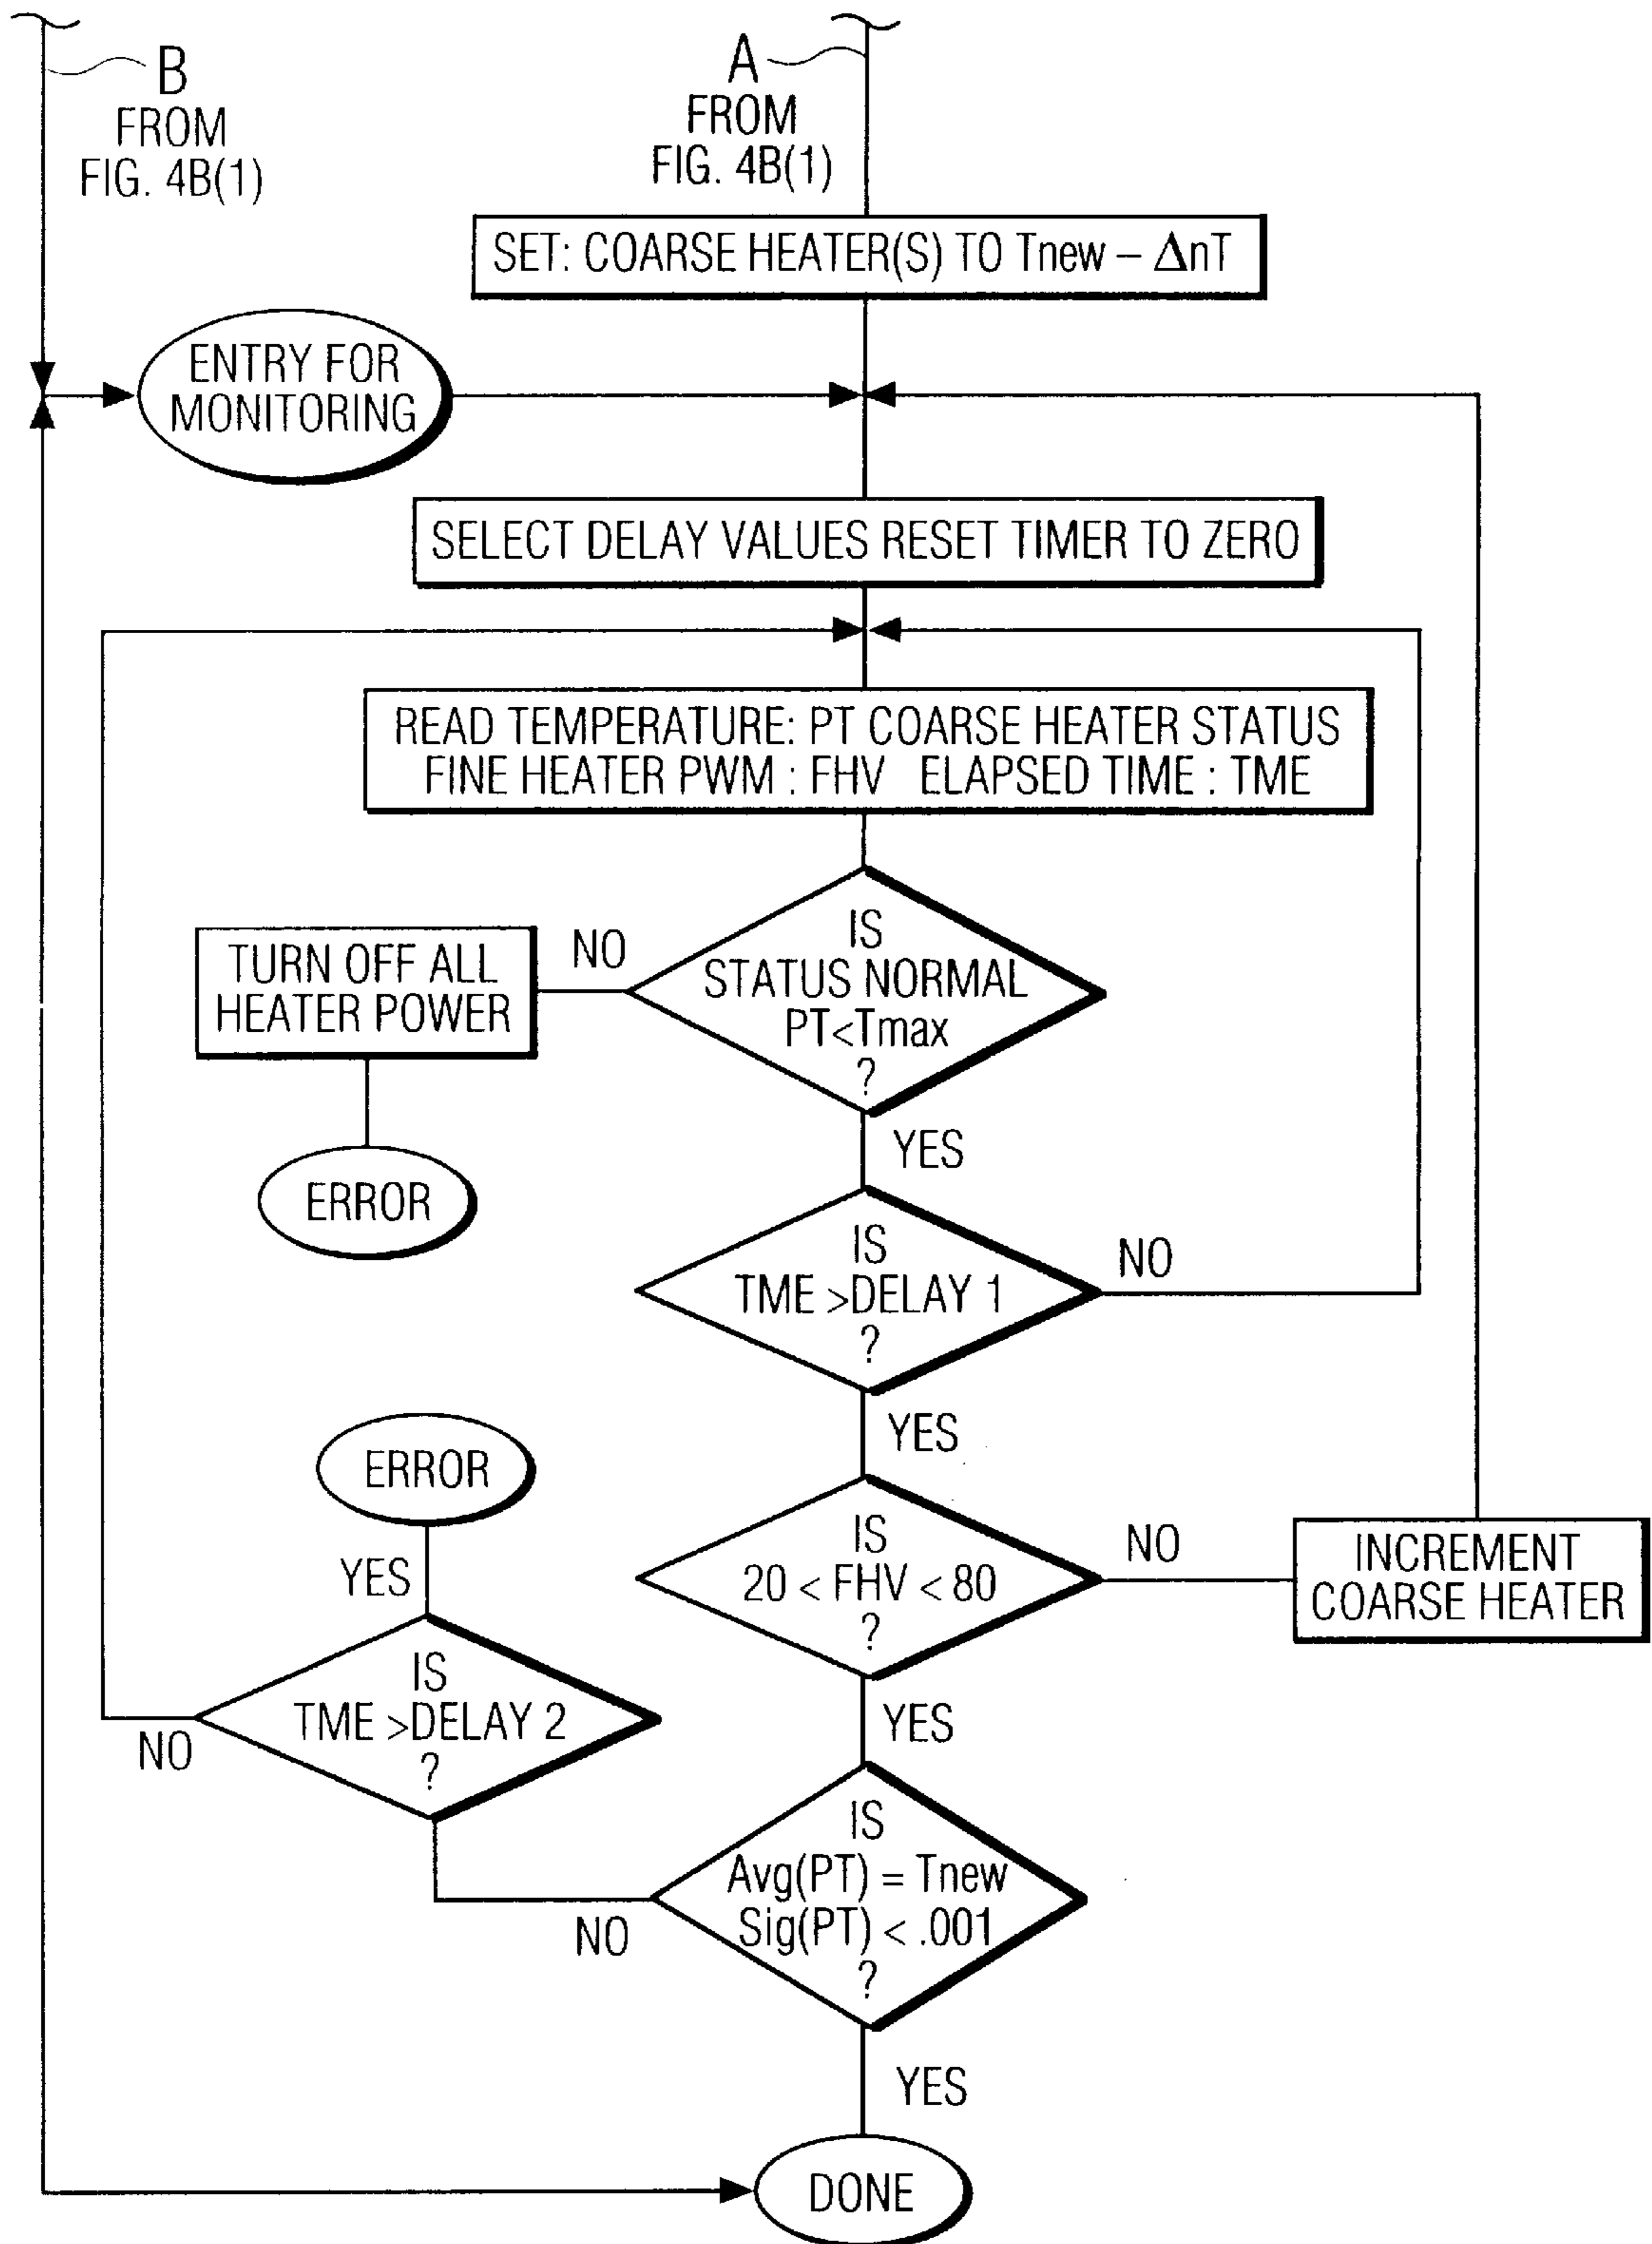 B
FROM
FIG. 4B(1)
A
FROM
FIG. 4B(1)
SET: COARSE HEATER(S) TO Tnew – ΔnT
ENTRY FOR
MONITORING
SELECT DELAY VALUES RESET TIMER TO ZERO
READ TEMPERATURE: PT COARSE HEATER STATUS
FINE HEATER PWM : FHV ELAPSED TIME : TME
IS
STATUS NORMAL
PT<Tmax
?
NO
TURN OFF ALL
HEATER POWER
ERROR
YES
IS
TME >DELAY 1
?
NO
YES
IS
20 < FHV < 80
?
NO
INCREMENT
COARSE HEATER
YES
ERROR
YES
IS
TME >DELAY 2
?
NO
IS
Avg(PT) = Tnew
Sig(PT) < .001
?
NO
YES
DONE